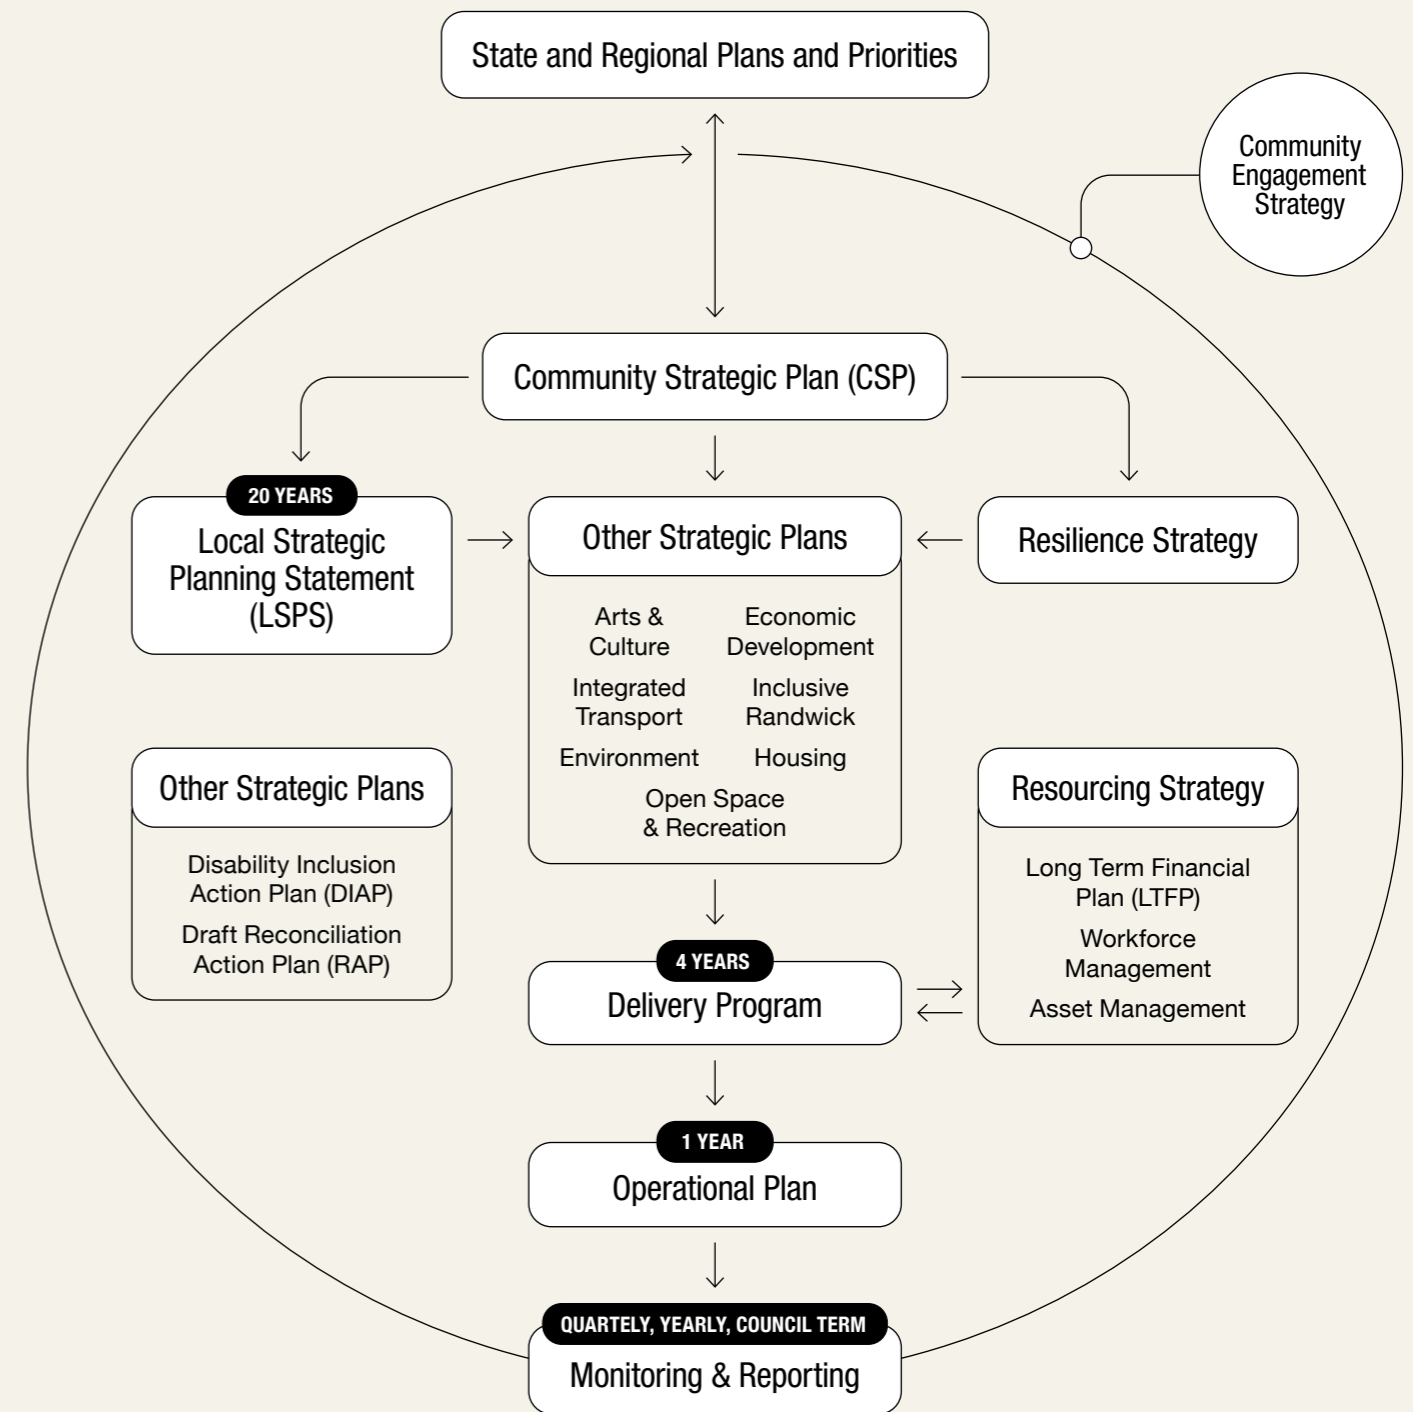 State and Regional Plans and Priorities
Community
Engagement
Strategy
Community Strategic Plan (CSP)
20 YEARS
Local Strategic
Planning Statement
(LSPS)
Other Strategic Plans
Arts &
Culture
Economic
Development
Integrated
Transport
Inclusive
Randwick
Environment
Housing
Open Space
& Recreation
Resilience Strategy
Other Strategic Plans
Disability Inclusion
Action Plan (DIAP)
Draft Reconciliation
Action Plan (RAP)
Resourcing Strategy
Long Term Financial
Plan (LTFP)
Workforce
Management
Asset Management
4 YEARS
Delivery Program
1 YEAR
Operational Plan
QUARTELY, YEARLY, COUNCIL TERM
Monitoring & Reporting